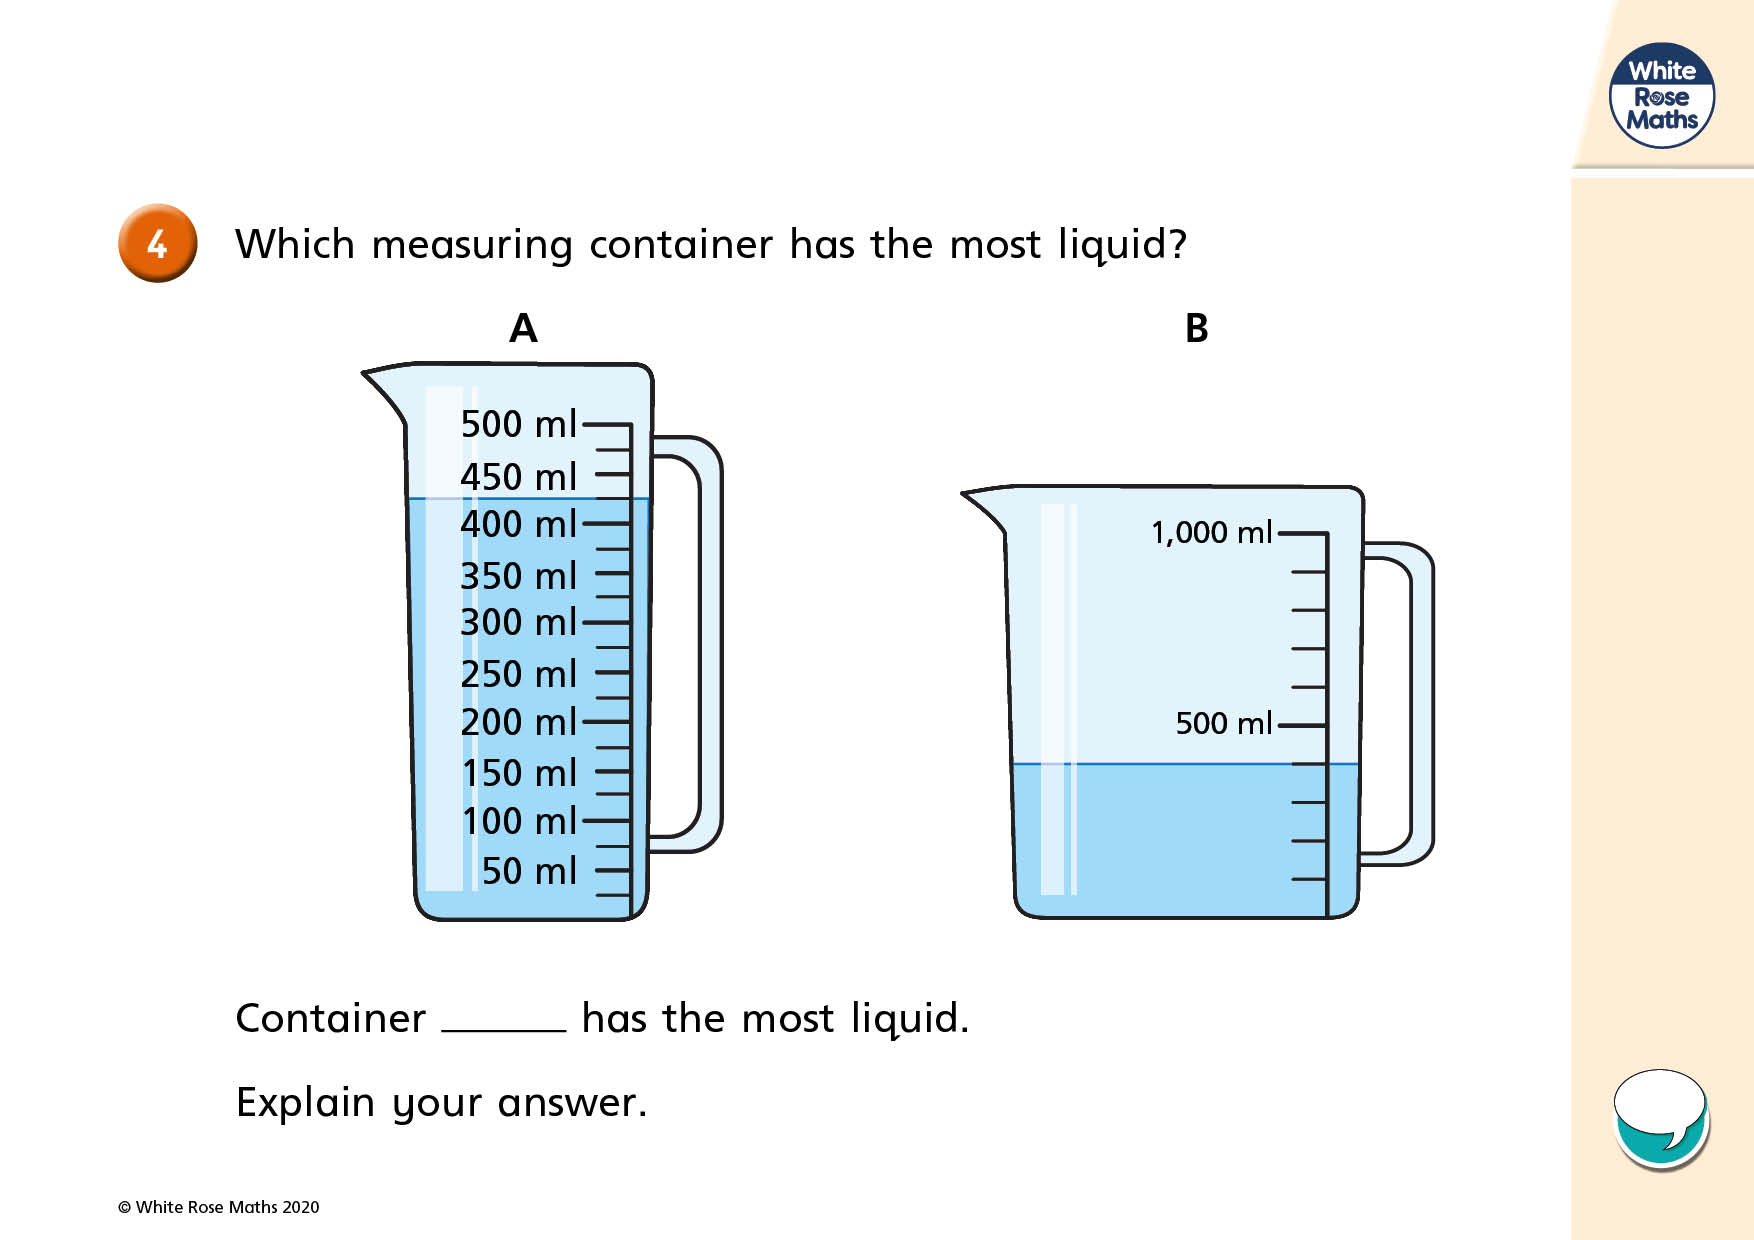 White
Rose
Maths
4 Which measuring container has the most liquid?
A B
500 ml
450 ml
400 ml
350 ml
300 ml
250 ml
200 ml
150 ml
100 ml
50 ml
1,000 ml
500 ml
Container ______ has the most liquid.
Explain your answer.
© White Rose Maths 2020